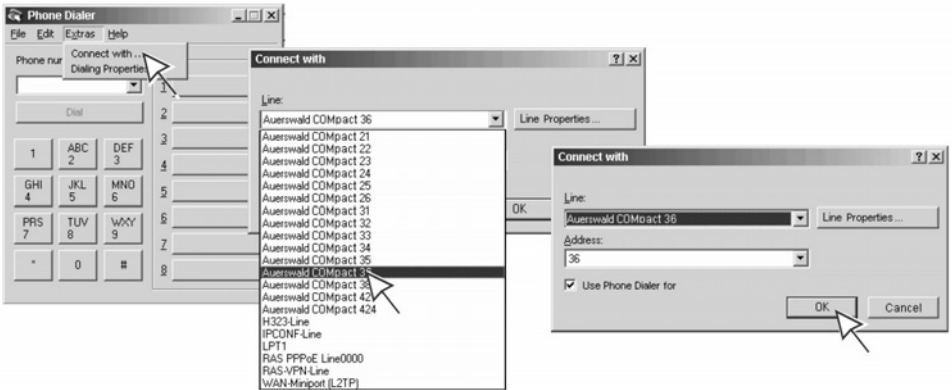 Phone Dialer
File Edit Extras Help
Connect with ...
Phone
Dialing
Dial
1
ABC 2
DEF 3
GHI 4
JKL 5
MNO 6
PRS 7
TUV 8
WXY 9
*
0
#
1
2
3
4
5
6
7
8
Connect with
Line:
Auerswald COMpact 36
Line Properties ...
Auerswald COMpact 21
Auerswald COMpact 22
Auerswald COMpact 23
Auerswald COMpact 24
Auerswald COMpact 25
Auerswald COMpact 26
Auerswald COMpact 31
Auerswald COMpact 32
Auerswald COMpact 33
Auerswald COMpact 34
Auerswald COMpact 35
Auerswald COMpact
Auerswald COMpact
Auerswald COMpact
Auerswald COMpact 424
H323-Line
IPCONF-Line
LPT1
RAS PPPoE Line0000
RAS-VPN-Line
WAN-Miniport (L2TP)
OK
Connect with
Line:
Auerswald COMpact 36
Line Properties ...
Address:
36
Use Phone Dialer for
OK
Cancel